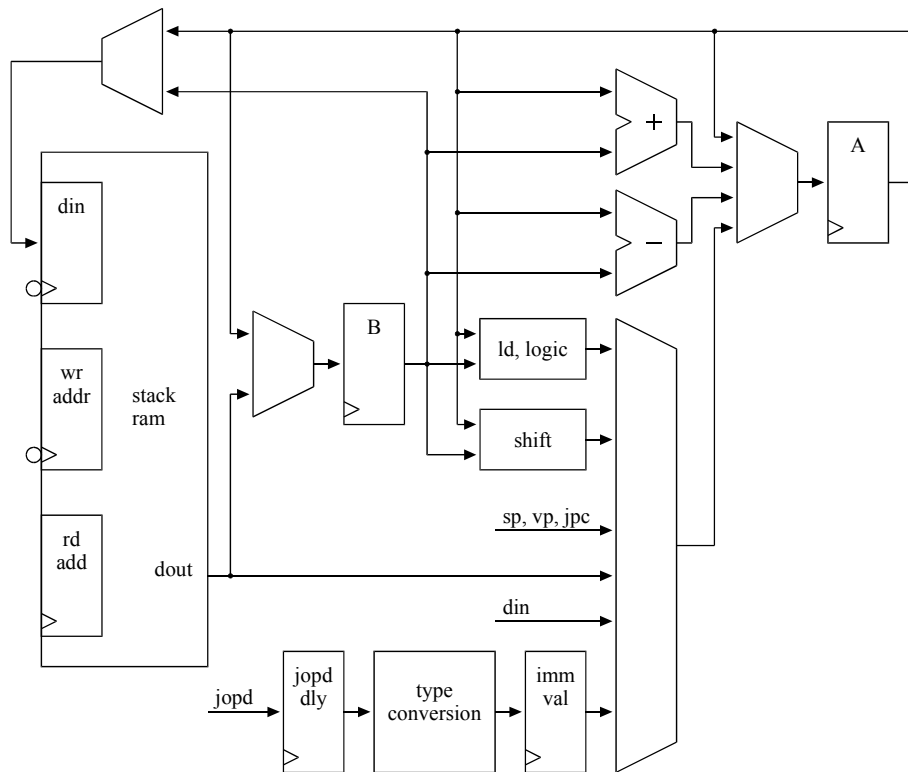 +
A
din
−
B
ld, logic
wr
addr
stack
ram
shift
sp, vp, jpc
rd
add
dout
din
jopd
jopd
dly
type
conversion
imm
val